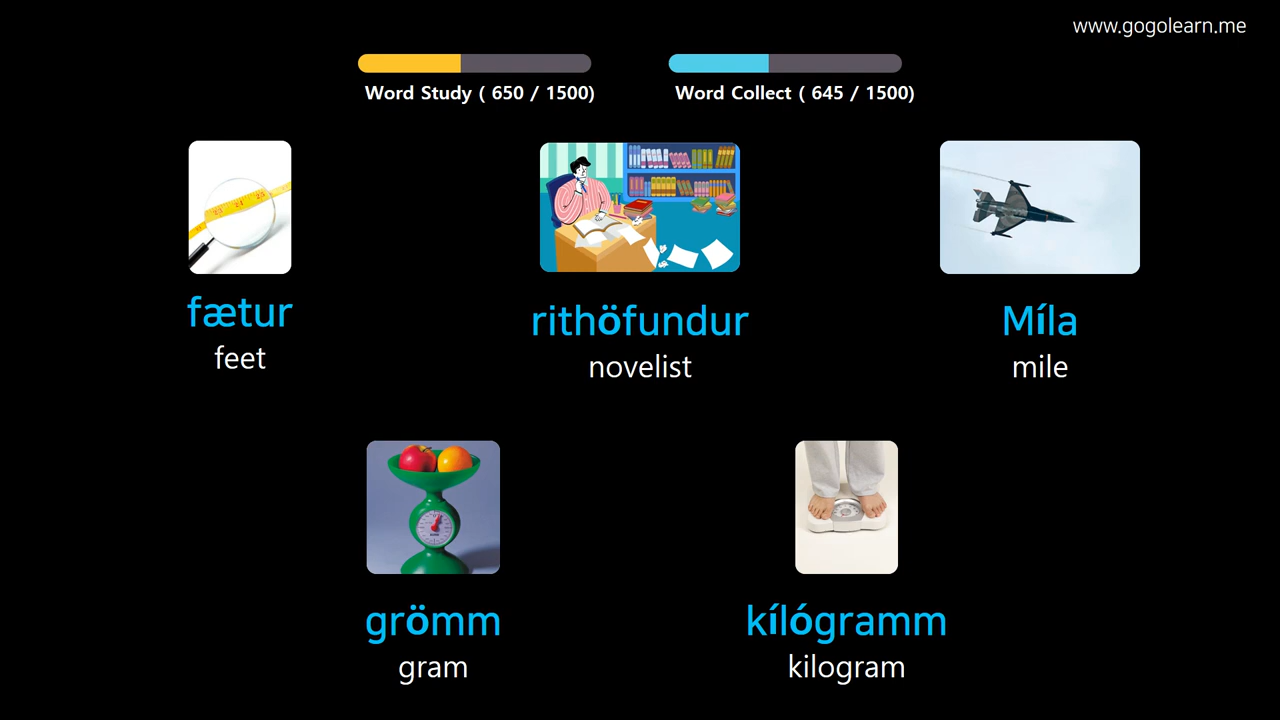 www.gogolearn.me
Word Study ( 650 / 1500)
Word Collect ( 645 / 1500)
fætur
feet
rithöfundur
novelist
Míla
mile
grömm
gram
kílógramm
kilogram